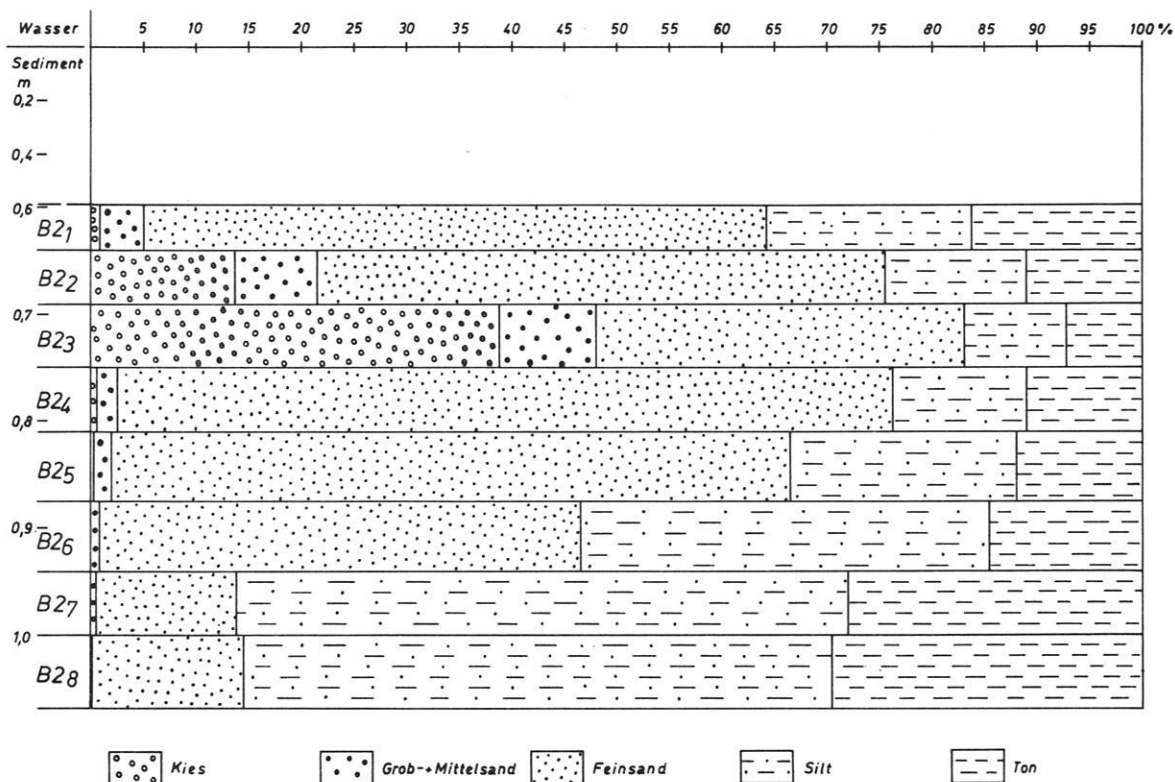 Wasser 5 10 15 20 25 30 35 40 45 50 55 60 65 70 75 80 85 90 95 100 %
Sediment
m
0,2
0,4
0,6
B21
B22
0,7
B23
B24
0,8
B25
0,9
B26
B27
1,0
B28
Kies Grob-+Mittelsand Feinsand Silt Ton